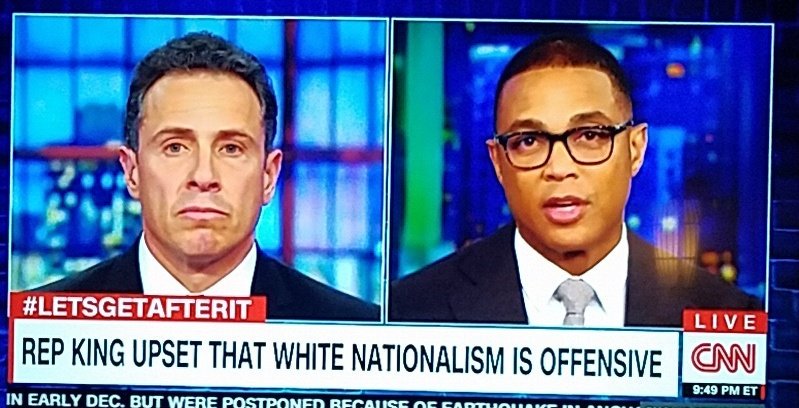 #LETSGETAFTERIT
REP KING UPSET THAT WHITE NATIONALISM IS OFFENSIVE
LIVE
CNN
9:49 PM ET
IN EARLY DEC. BUT WERE POSTPONED BECAUSE OF EARTHQUAKE IN